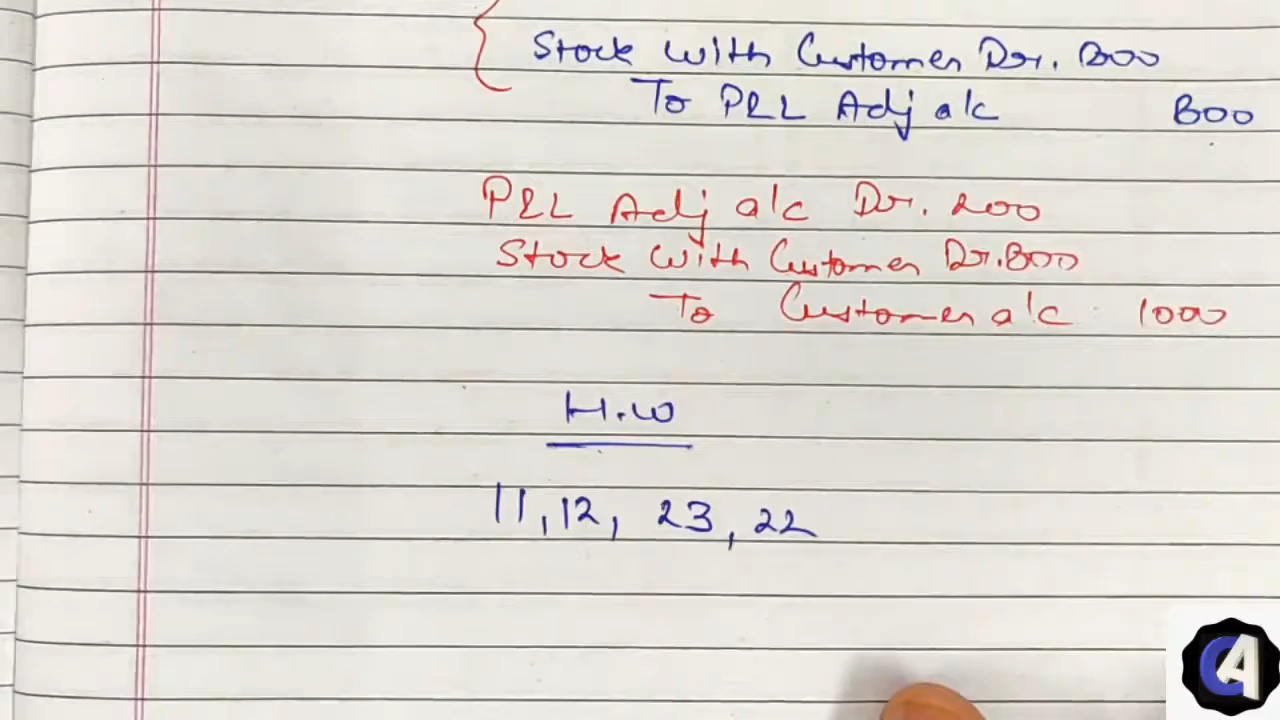 Stock with Customer Dr. 800
To P&L Adj a/c 800
P&L Adj a/c Dr. 200
Stock with Customer Dr. 800
To Customer a/c 1000
H.W
11, 12, 23, 22
CA